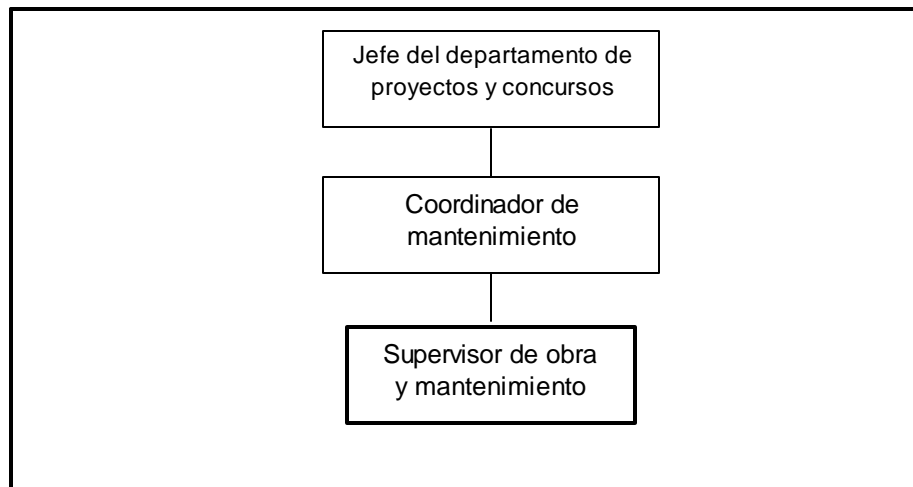 Jefe del departamento de
proyectos y concursos
Coordinador de
mantenimiento
Supervisor de obra
y mantenimiento